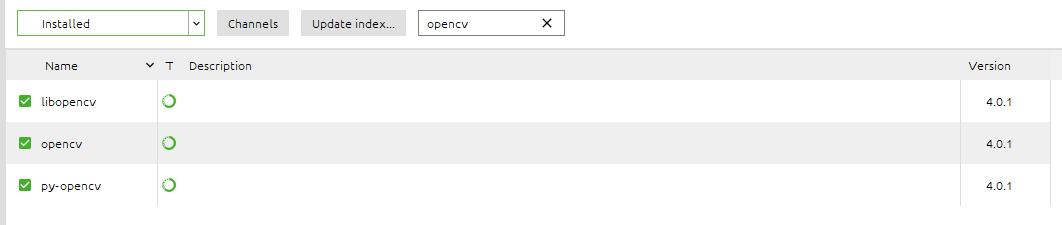 Installed Channels Update index... opencv
Name T Description Version
libopencv 4.0.1
opencv 4.0.1
py-opencv 4.0.1